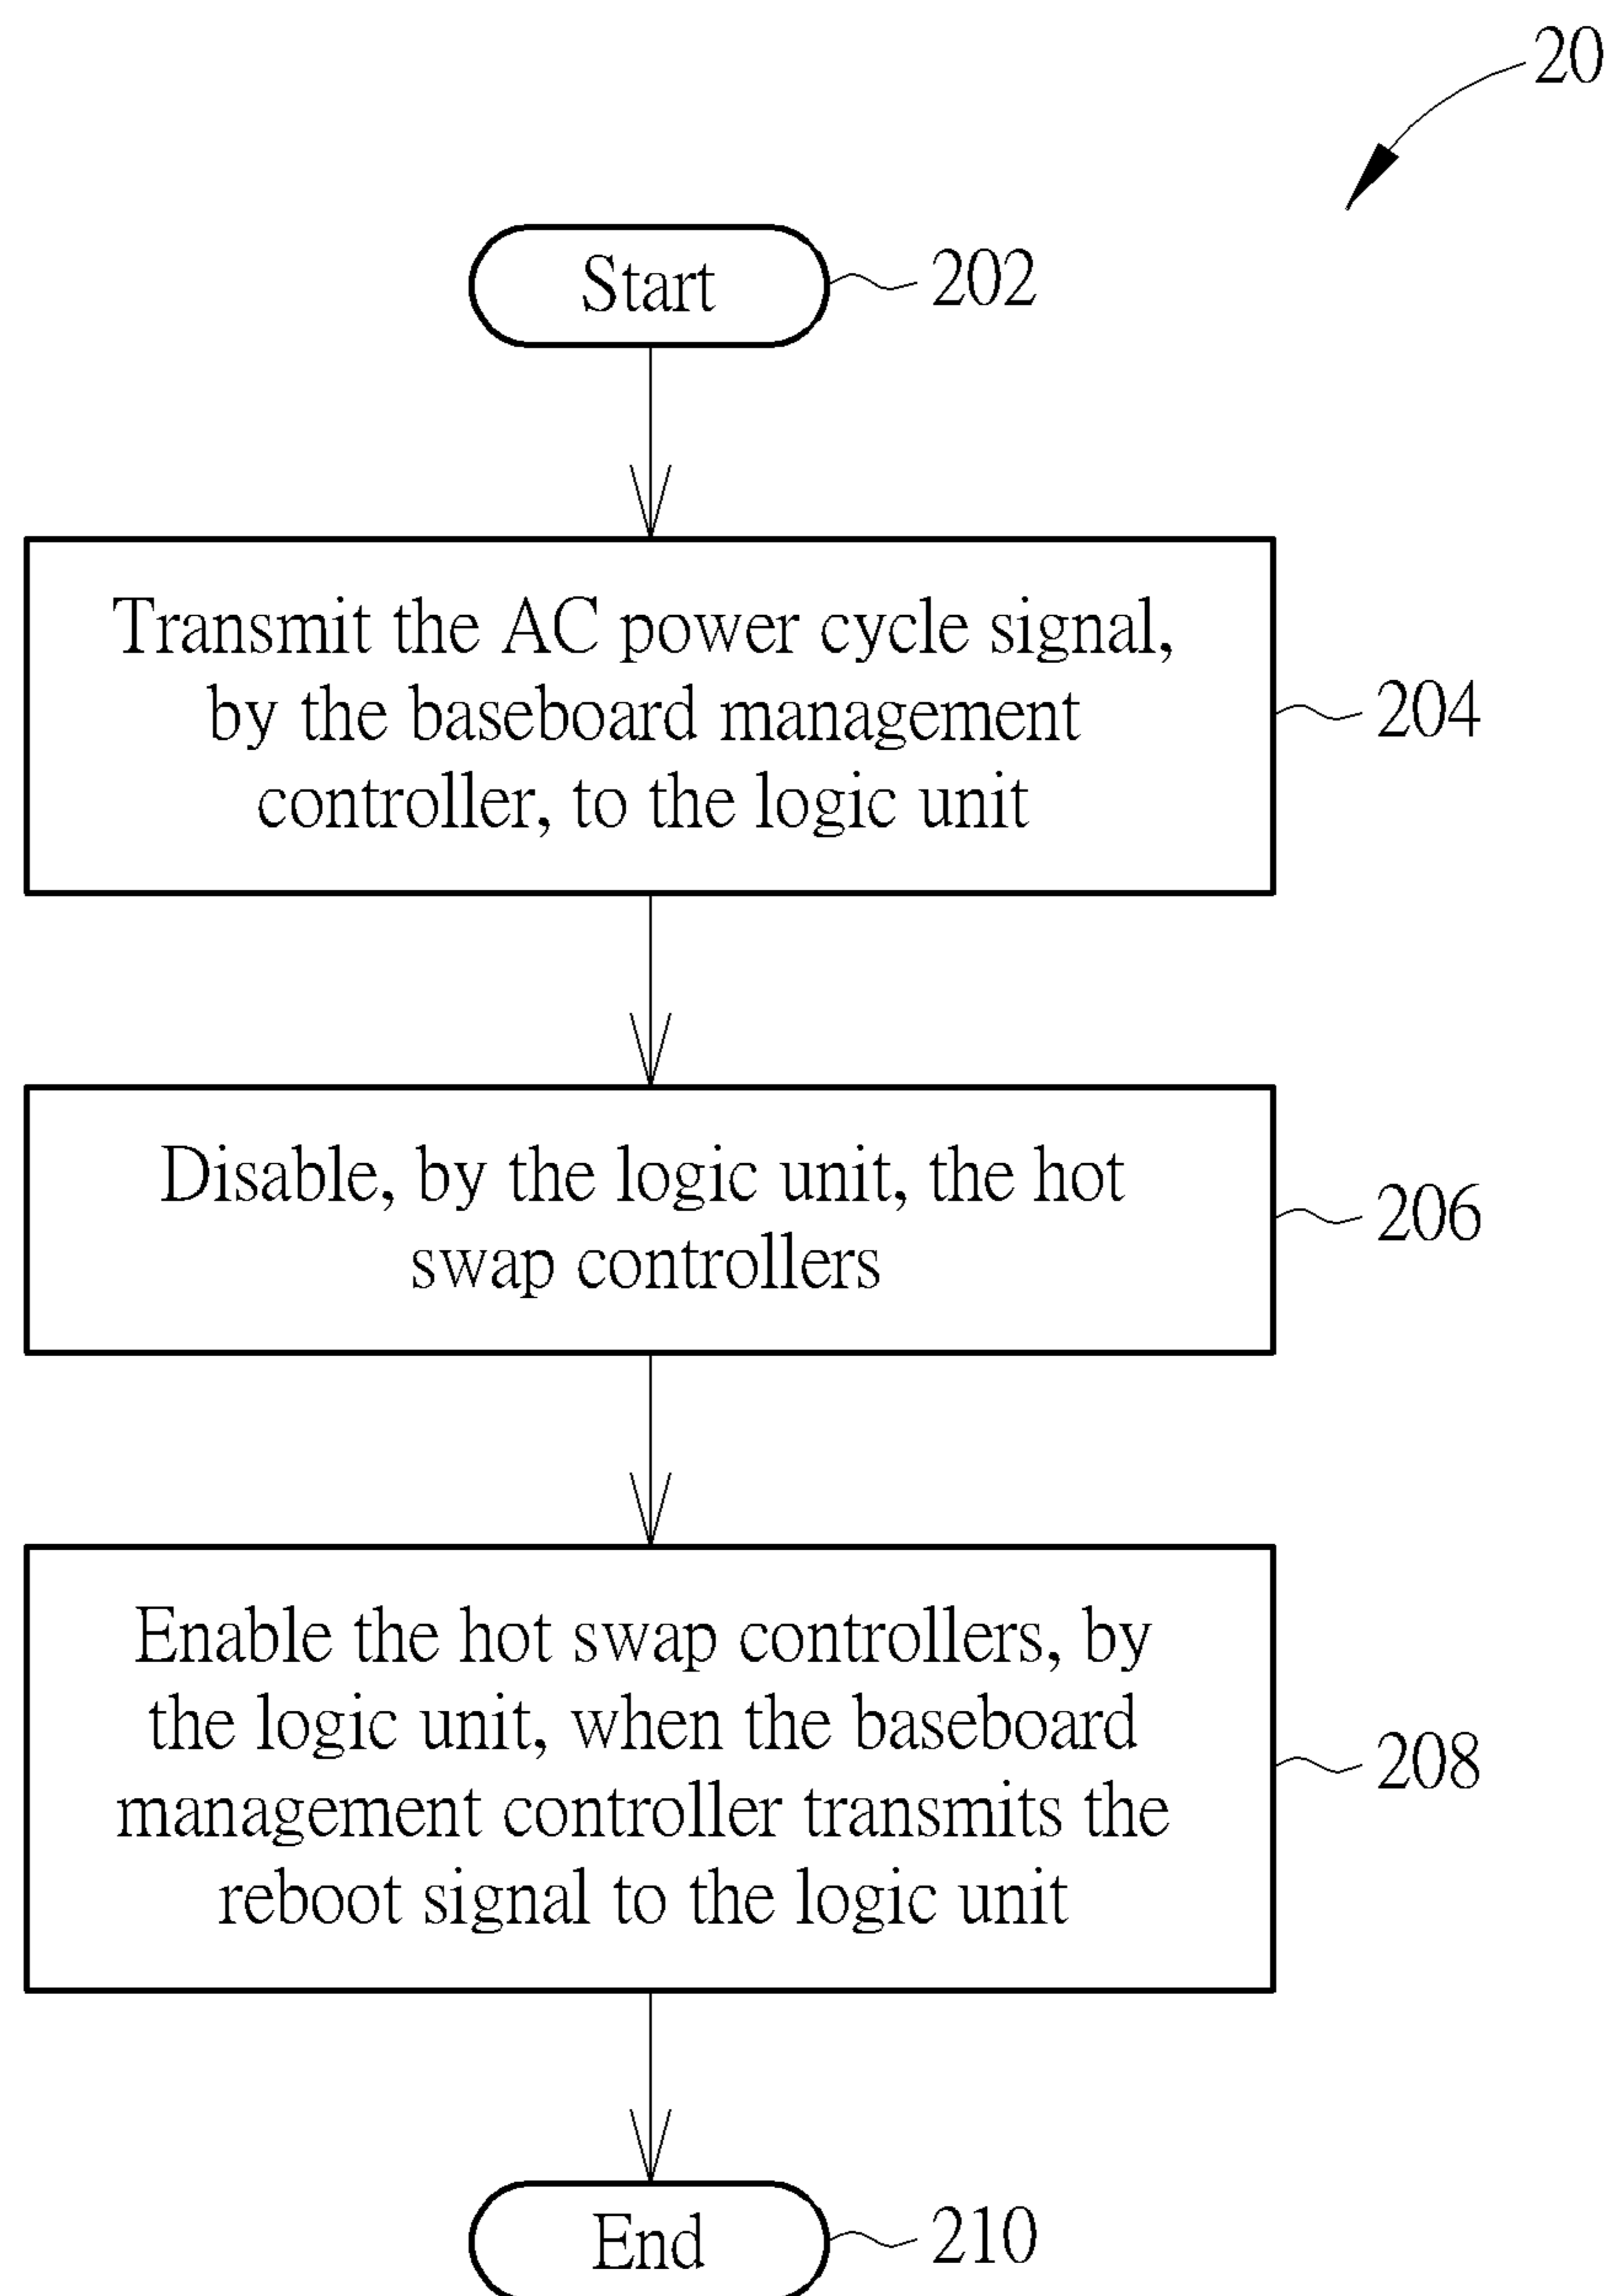 20
Start
202
Transmit the AC power cycle signal,
by the baseboard management
controller, to the logic unit
204
Disable, by the logic unit, the hot
swap controllers
206
Enable the hot swap controllers, by
the logic unit, when the baseboard
management controller transmits the
reboot signal to the logic unit
208
End
210